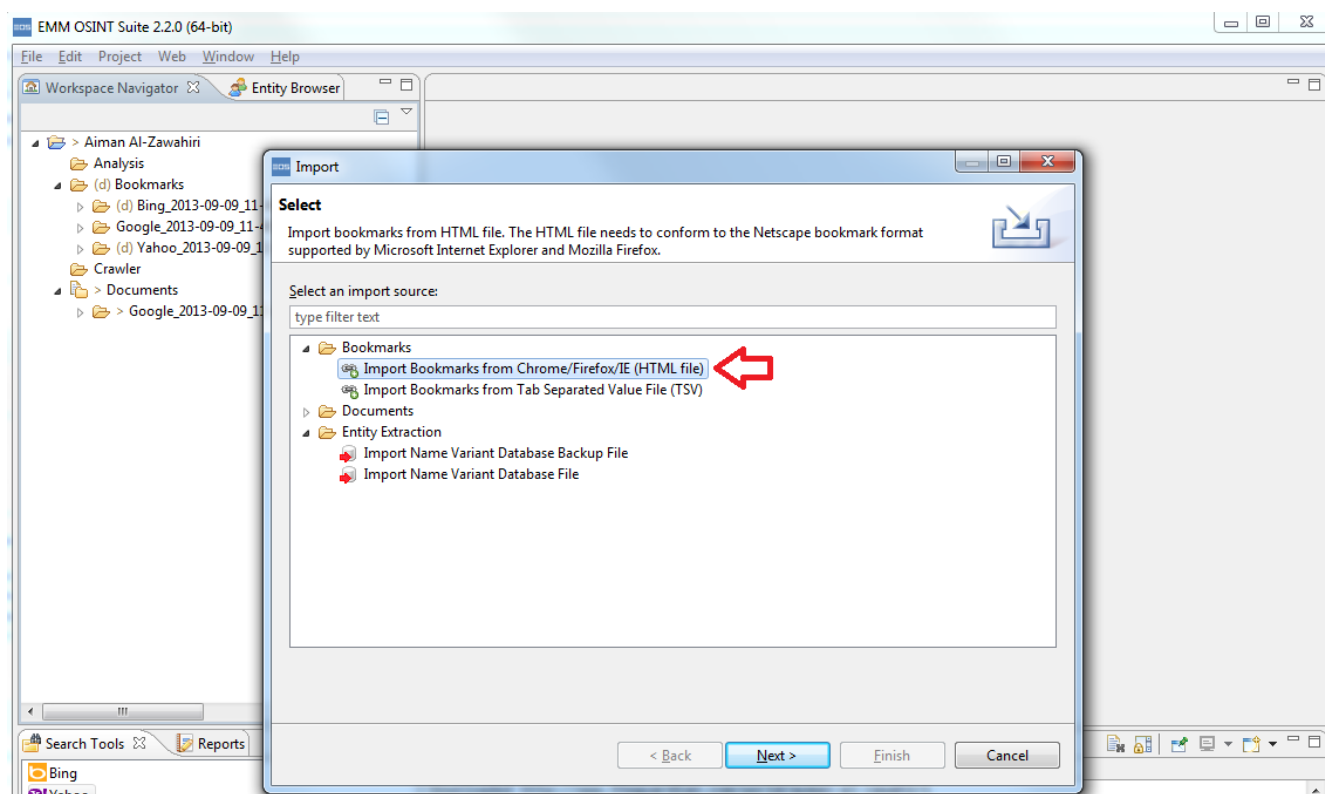 EMM OSINT Suite 2.2.0 (64-bit)
File Edit Project Web Window Help
Workspace Navigator Entity Browser
> Aiman Al-Zawahiri
Analysis
(d) Bookmarks
(d) Bing_2013-09-09_11-
Google_2013-09-09_11-4
(d) Yahoo_2013-09-09_1
Crawler
> Documents
> Google_2013-09-09_11
EOS Import
Select
Import bookmarks from HTML file. The HTML file needs to conform to the Netscape bookmark format
supported by Microsoft Internet Explorer and Mozilla Firefox.
Select an import source:
type filter text
Bookmarks
Import Bookmarks from Chrome/Firefox/IE (HTML file)
Import Bookmarks from Tab Separated Value File (TSV)
Documents
Entity Extraction
Import Name Variant Database Backup File
Import Name Variant Database File
< Back Next > Finish Cancel
Search Tools Reports
Bing